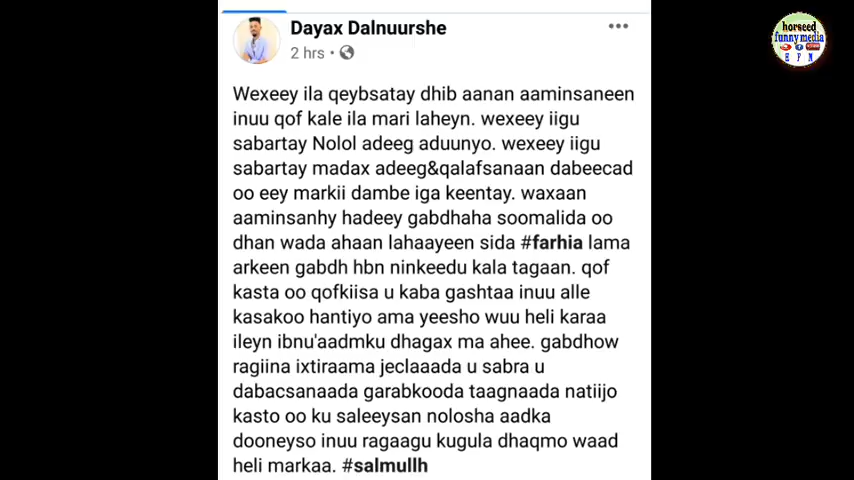 Dayax Dalnuurshe
2 hrs ·
Wexeey ila qeybsatay dhib aanan aaminsaneen
inuu qof kale ila mari laheyn. wexeey iigu
sabartay Nolol adeeg aduunyo. wexeey iigu
sabartay madax adeeg&qalafsanaan dabeecad
oo eey markii dambe iga keentay. waxaan
aaminsanhy hadeey gabdhaha soomalida oo
dhan wada ahaan lahaayeen sida #farhia lama
arkeen gabdh hbn ninkeedu kala tagaan. qof
kasta oo qofkiisa u kaba gashtaa inuu alle
kasakoo hantiyo ama yeesho wuu heli karaa
ileyn ibnu'aadmku dhagax ma ahee. gabdhow
ragiina ixtiraama jeclaaada u sabra u
dabacsanaada garabkooda taagnaada natiijo
kasto oo ku saleeysan nolosha aadka
dooneyso inuu ragaagu kugula dhaqmo waad
heli markaa. #salmullh
horseed
funny media
H F N